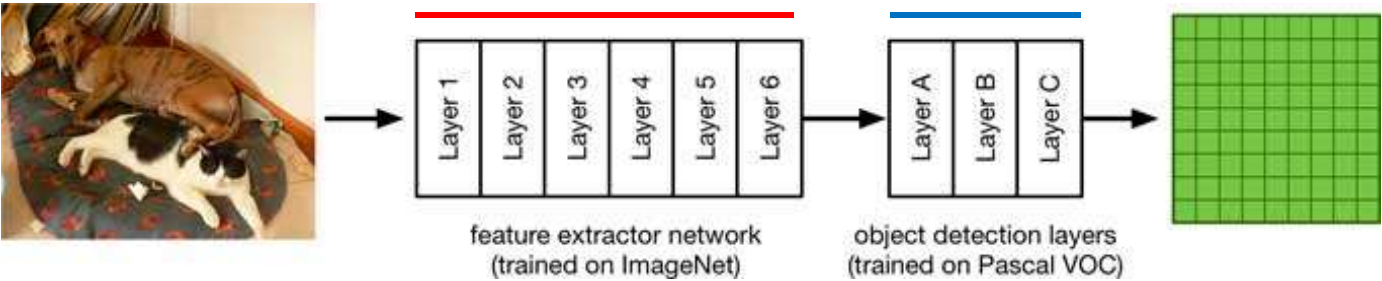 Layer 1
Layer 2
Layer 3
Layer 4
Layer 5
Layer 6
Layer A
Layer B
Layer C
feature extractor network
(trained on ImageNet)
object detection layers
(trained on Pascal VOC)